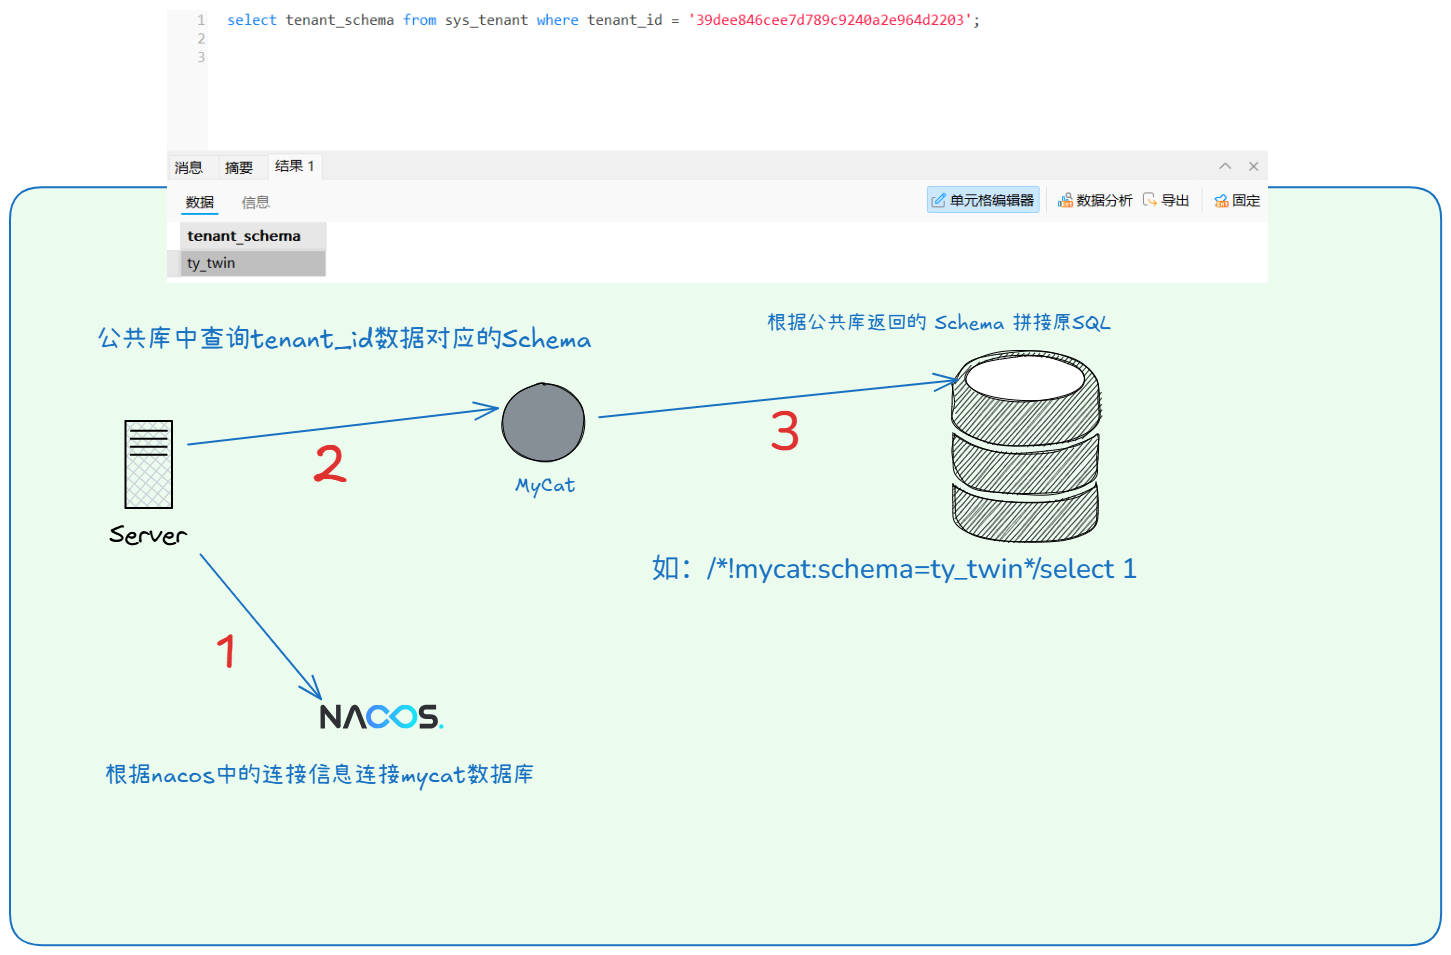 1 select tenant_schema from sys_tenant where tenant_id = '39dee846cee7d789c9240a2e964d2203';
2
3
消息 摘要 结果 1
数据 信息 单元格编辑器 数据分析 导出 固定
tenant_schema
ty_twin
公共库中查询tenant_id数据对应的Schema
根据公共库返回的 Schema 拼接原SQL
2
3
MyCat
Server
如：/*!mycat:schema=ty_twin*/select 1
1
NACOS.
根据nacos中的连接信息连接mycat数据库